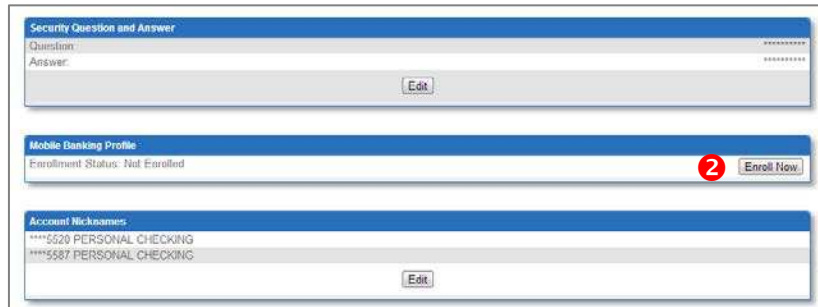 Security Question and Answer
Question: **********
Answer: **********
Edit
Mobile Banking Profile
Enrollment Status: Not Enrolled 2 Enroll Now
Account Nicknames
****5520 PERSONAL CHECKING
****5587 PERSONAL CHECKING
Edit